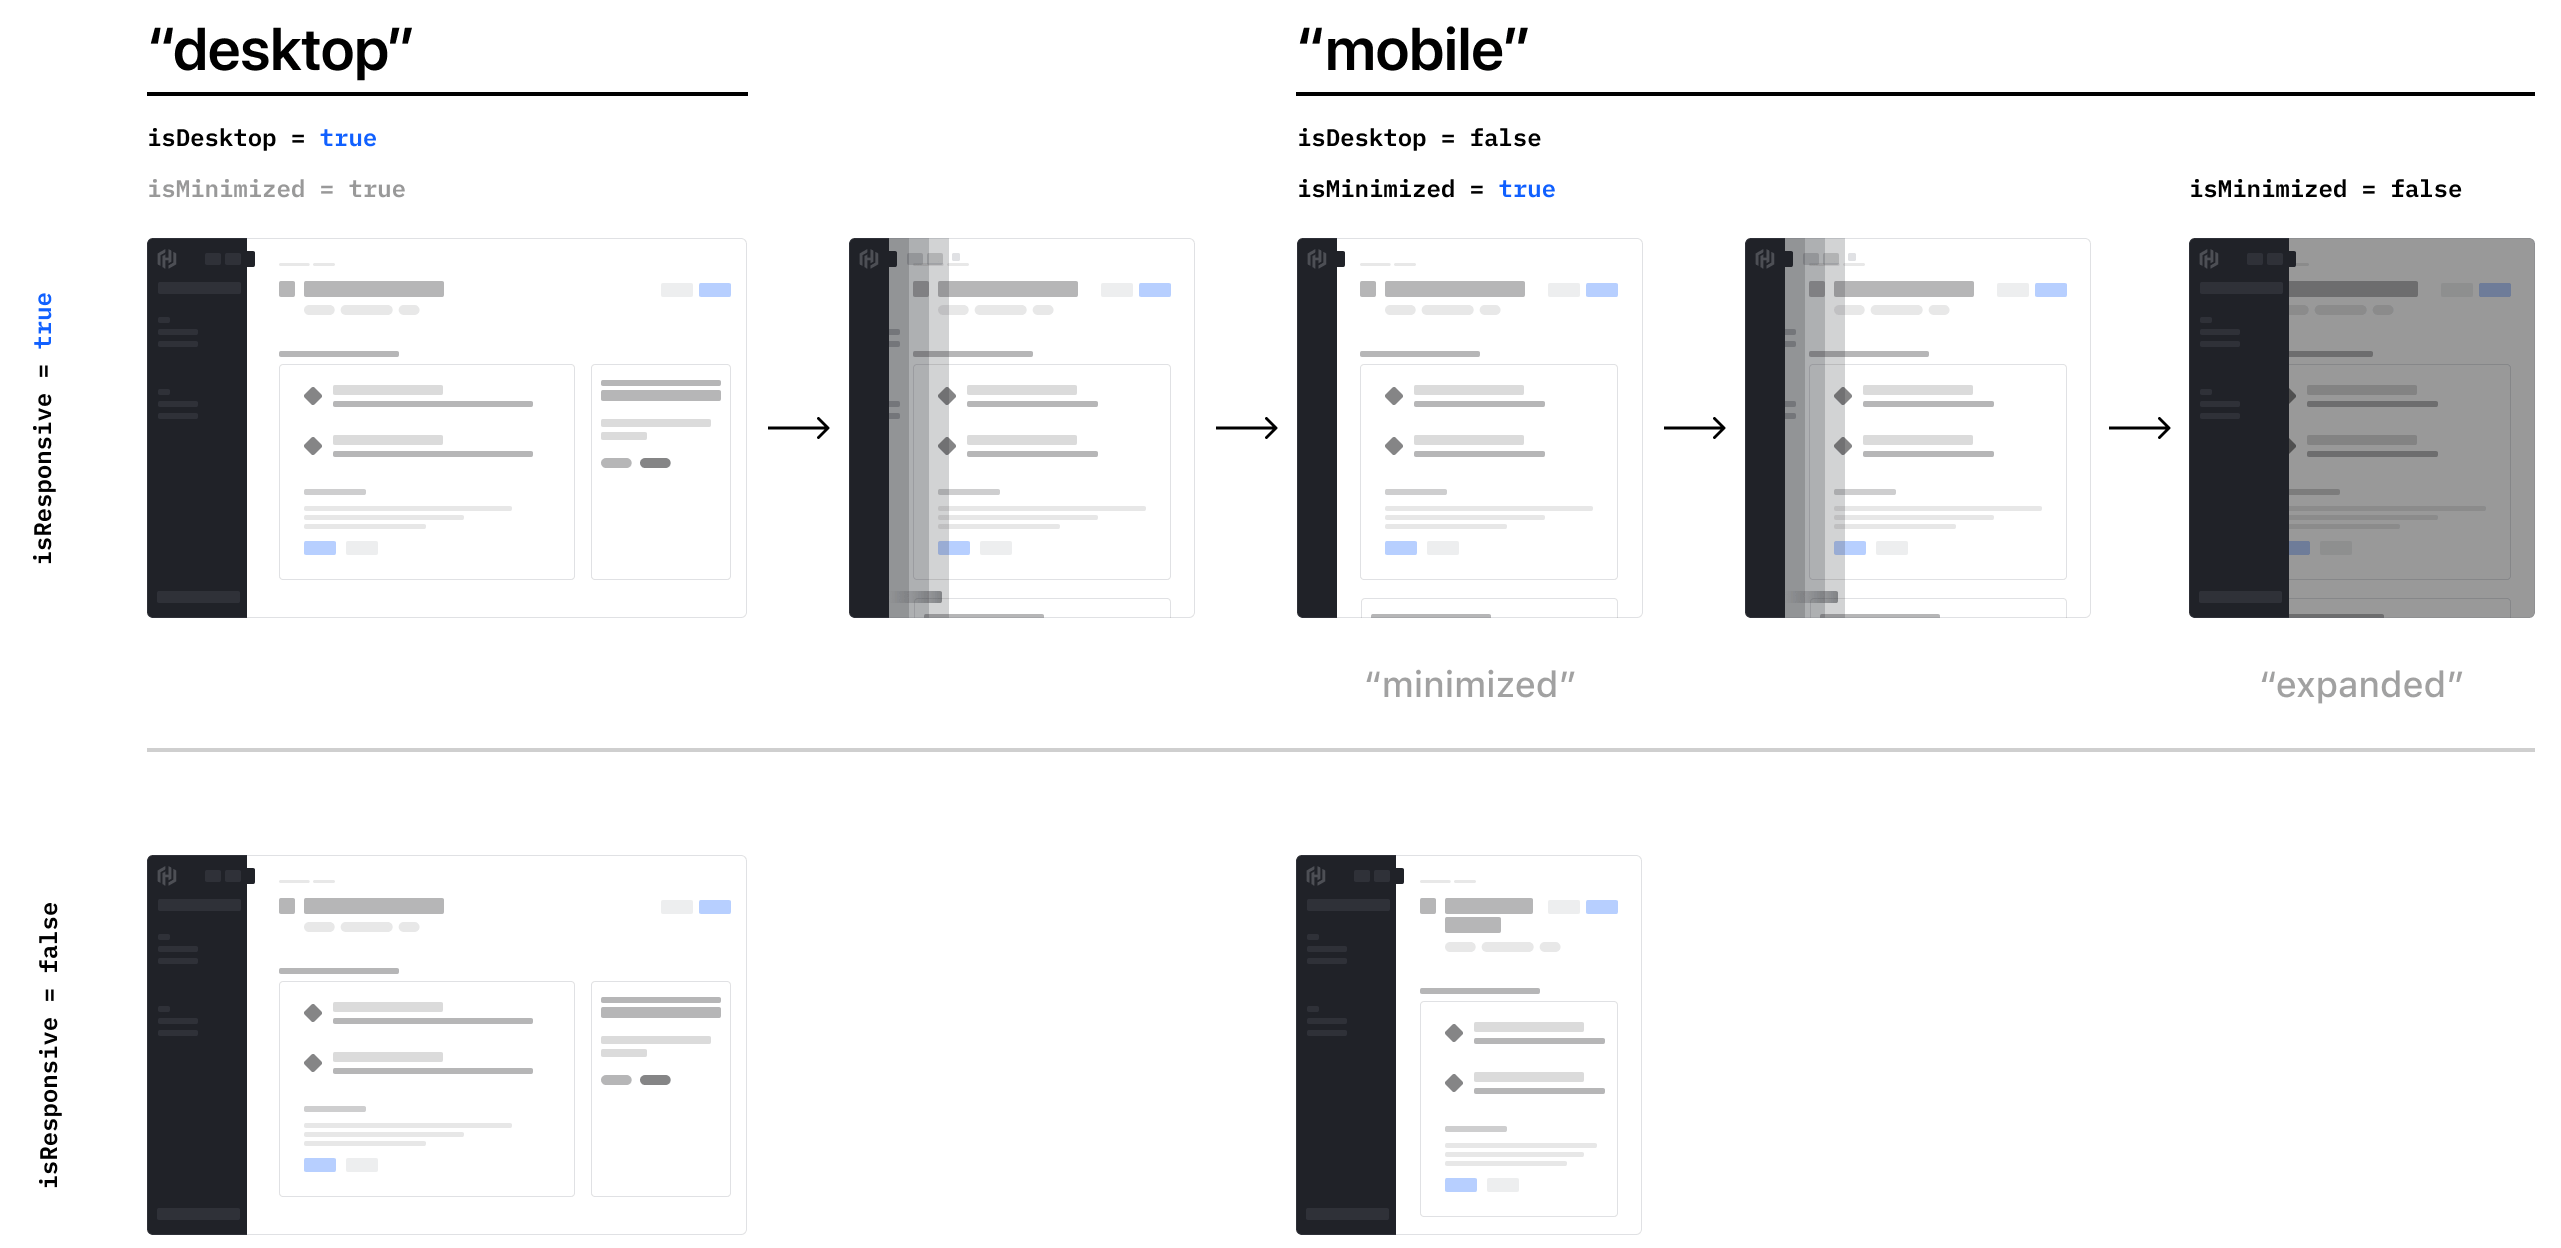 “desktop”
“mobile”
isDesktop = true
isDesktop = false
isMinimized = true
isMinimized = true
isMinimized = false
isResponsive = true
“minimized”
“expanded”
isResponsive = false